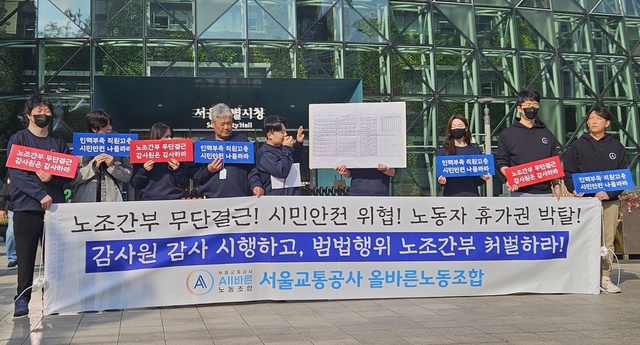 서울특별시청
Seoul City Hall
노조간부 무단결근
감사원은 감사하라
인력부족 직원고충
시민안전 나몰라라
노조간부 무단결근
감사원은 감사하라
인력부족 직원고충
시민안전 나몰라라
인력부족 직원고충
시민안전 나몰라라
노조간부 무단결근
감사원은 감사하라
인력부족 직원고충
시민안전 나몰라라
노조간부 무단결근! 시민안전 위협! 노동자 휴가권 박탈!
감사원 감사 시행하고, 범법행위 노조간부 처벌하라!
서울교통공사
All바른
노동조합
서울교통공사 올바른노동조합